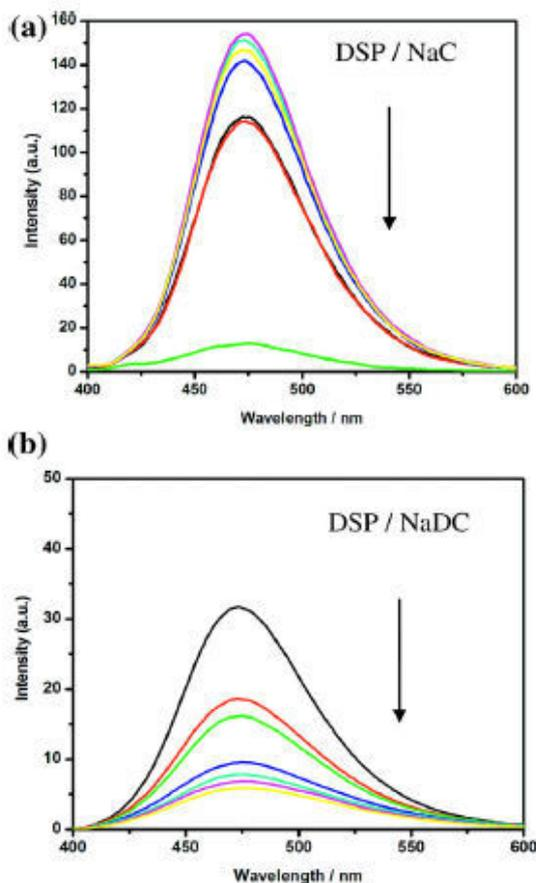 (a)
160
140
120
100
80
60
40
20
0
Intensity (a.u.)
DSP / NaC
400 450 500 550 600
Wavelength / nm
(b)
50
40
30
20
10
0
Intensity (a.u.)
DSP / NaDC
400 450 500 550 600
Wavelength / nm